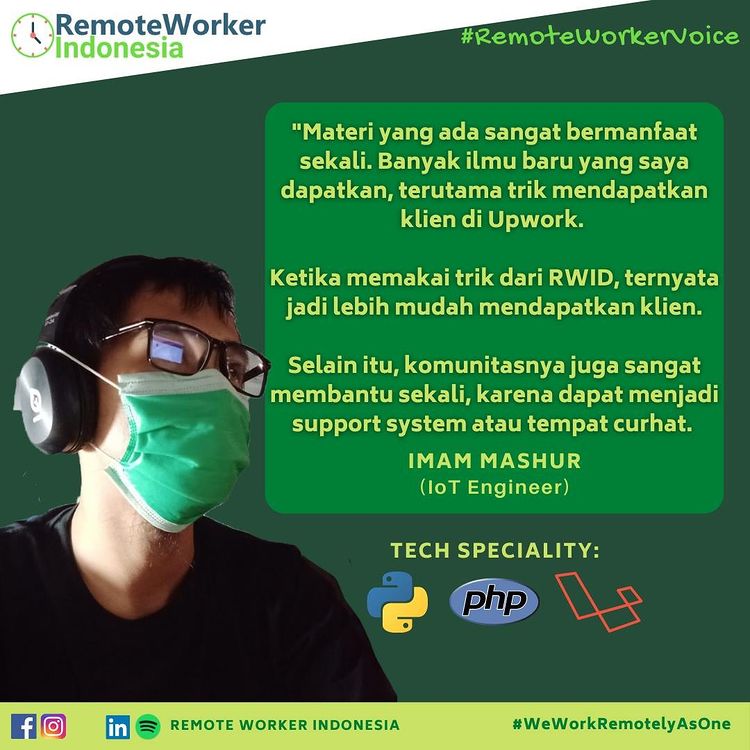 RemoteWorker
Indonesia
#RemoteWorkerVoice
"Materi yang ada sangat bermanfaat
sekali. Banyak ilmu baru yang saya
dapatkan, terutama trik mendapatkan
klien di Upwork.
Ketika memakai trik dari RWID, ternyata
jadi lebih mudah mendapatkan klien.
Selain itu, komunitasnya juga sangat
membantu sekali, karena dapat menjadi
support system atau tempat curhat.
IMAM MASHUR
(IoT Engineer)
TECH SPECIALITY:
php
REMOTE WORKER INDONESIA
#WeWorkRemotelyAsOne